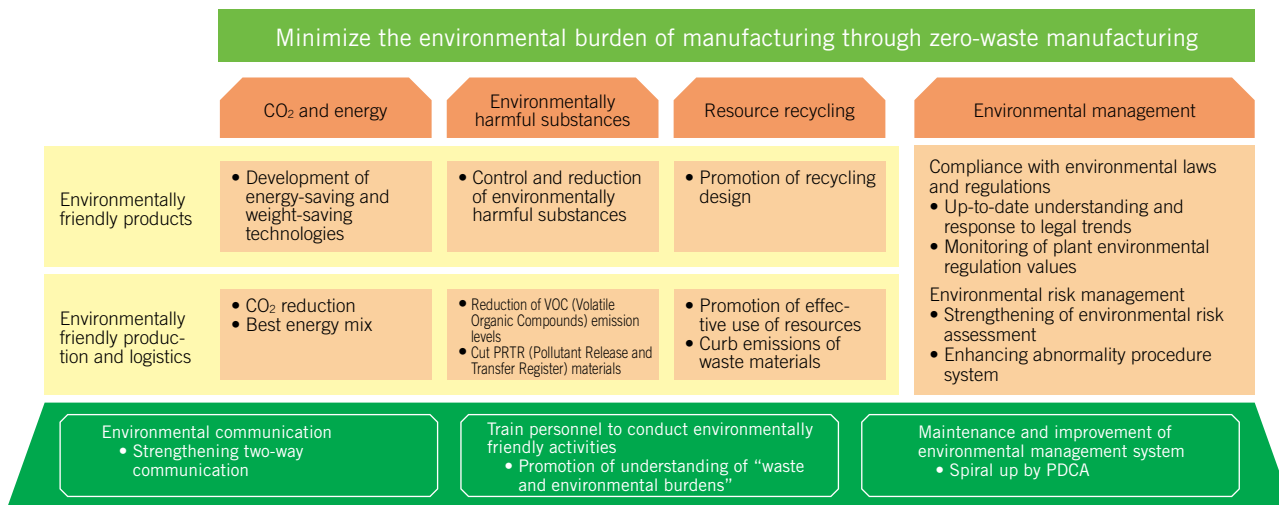 Minimize the environmental burden of manufacturing through zero-waste manufacturing
CO₂ and energy
Environmentally
harmful substances
Resource recycling
Environmental management
Environmentally
friendly products
• Development of
energy-saving and
weight-saving
technologies
• Control and reduction
of environmentally
harmful substances
• Promotion of recycling
design
Environmentally
friendly produc-
tion and logistics
• CO₂ reduction
• Best energy mix
• Reduction of VOC (Volatile
Organic Compounds) emission
levels
• Cut PRTR (Pollutant Release and
Transfer Register) materials
• Promotion of effec-
tive use of resources
• Curb emissions of
waste materials
Compliance with environmental laws
and regulations
• Up-to-date understanding and
response to legal trends
• Monitoring of plant environmental
regulation values
Environmental risk management
• Strengthening of environmental risk
assessment
• Enhancing abnormality procedure
system
Environmental communication
• Strengthening two-way
communication
Train personnel to conduct environmentally
friendly activities
• Promotion of understanding of “waste
and environmental burdens”
Maintenance and improvement of
environmental management system
• Spiral up by PDCA